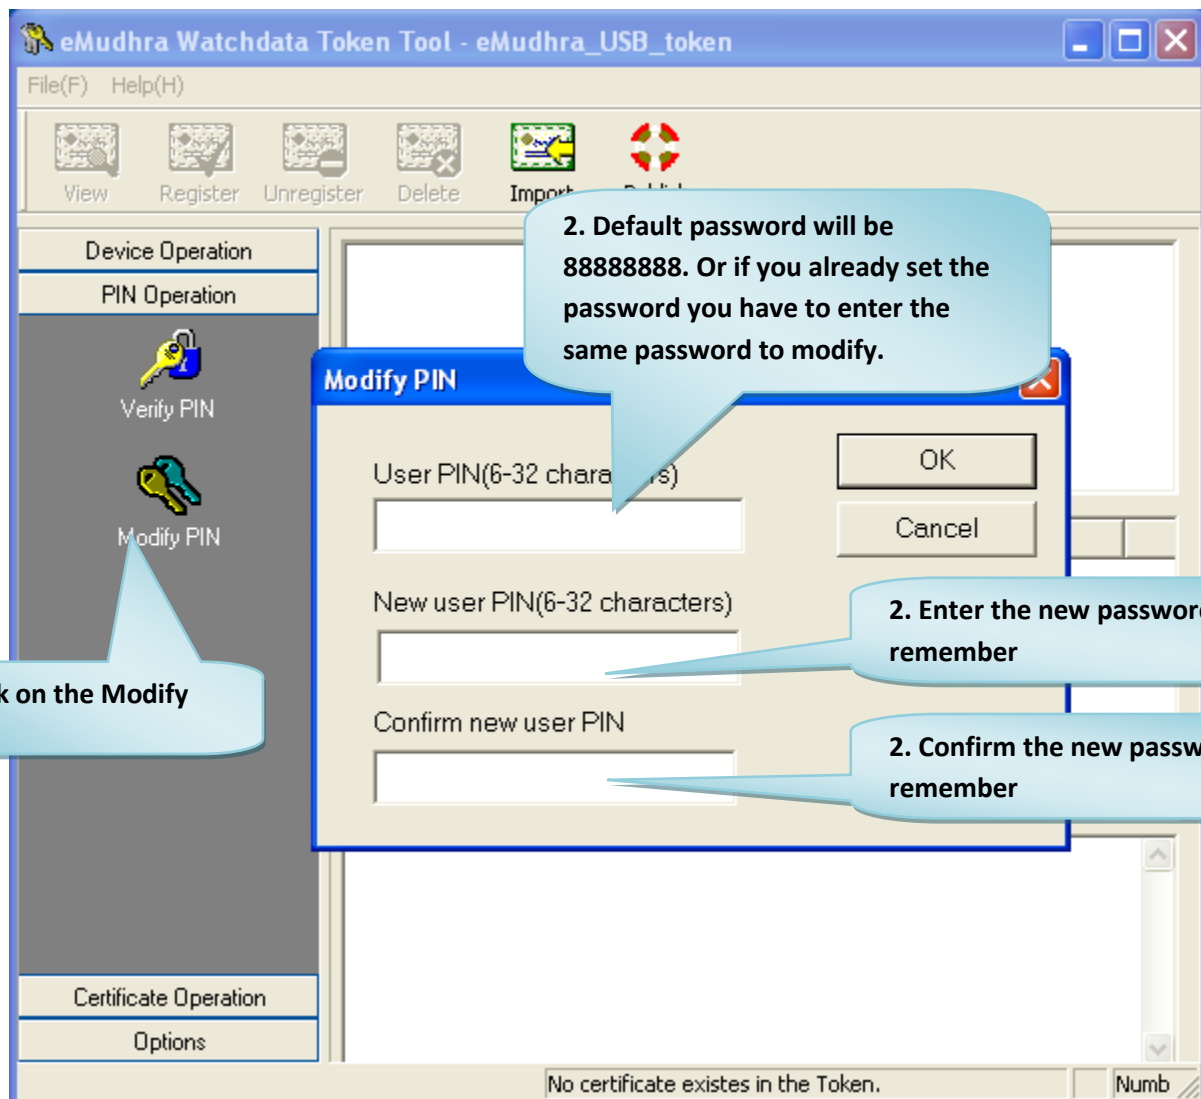 eMudhra Watchdata Token Tool - eMudhra_USB_token
File(F) Help(H)
View Register Unregister Delete Import
2. Default password will be
88888888. Or if you already set the
password you have to enter the
same password to modify.
Device Operation
PIN Operation
Verify PIN
Modify PIN
Modify PIN
User PIN(6-32 chara s)
OK
Cancel
New user PIN(6-32 characters)
2. Enter the new password
remember
k on the Modify
Confirm new user PIN
2. Confirm the new passw
remember
Certificate Operation
Options
No certificate existes in the Token.
Numb